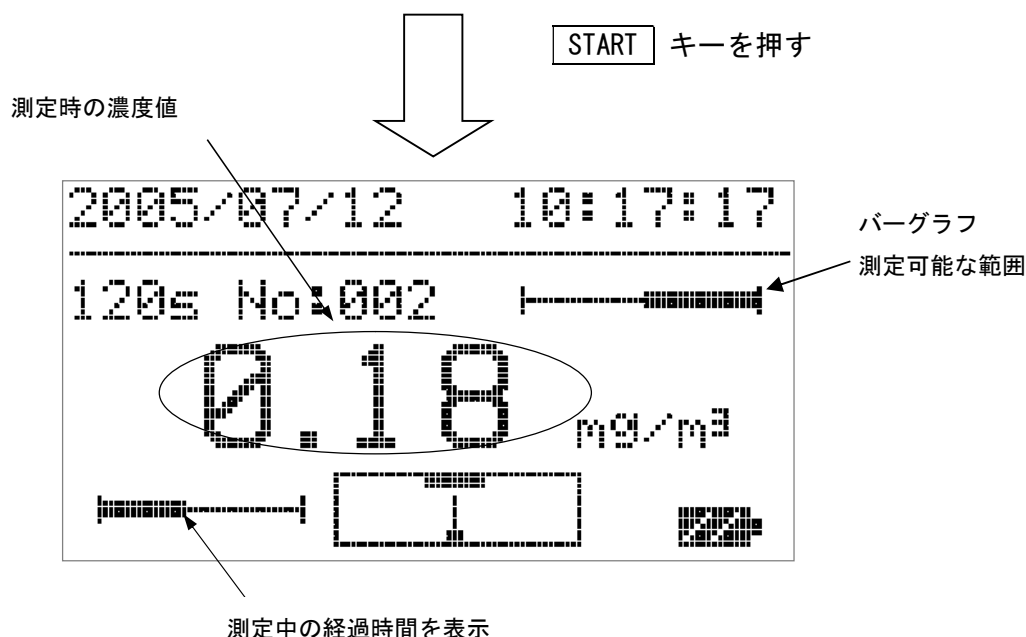 START キーを押す
測定時の濃度値
2005/07/12 10:17:17
バーグラフ
測定可能な範囲
120s No:002
0.18 mg/m³
測定中の経過時間を表示